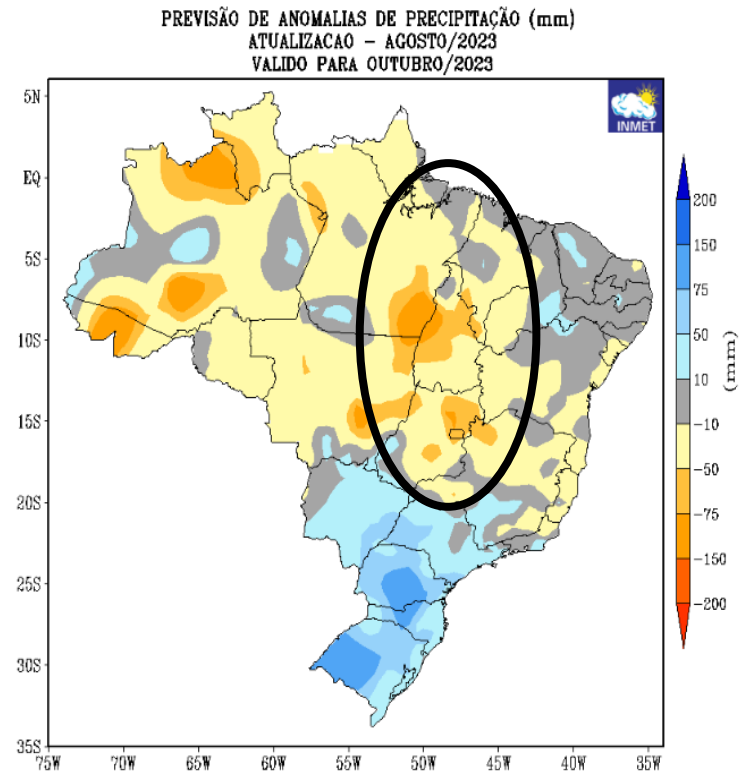 PREVISÃO DE ANOMALIAS DE PRECIPITAÇÃO (mm)
ATUALIZACAO - AGOSTO/2023
VALIDO PARA OUTUBRO/2023
INMET
5N
EQ
5S
10S
15S
20S
25S
30S
35S
75W 70W 65W 60W 55W 50W 45W 40W 35W
200
150
75
50
10
-10
-50
-75
-150
-200
(mm)